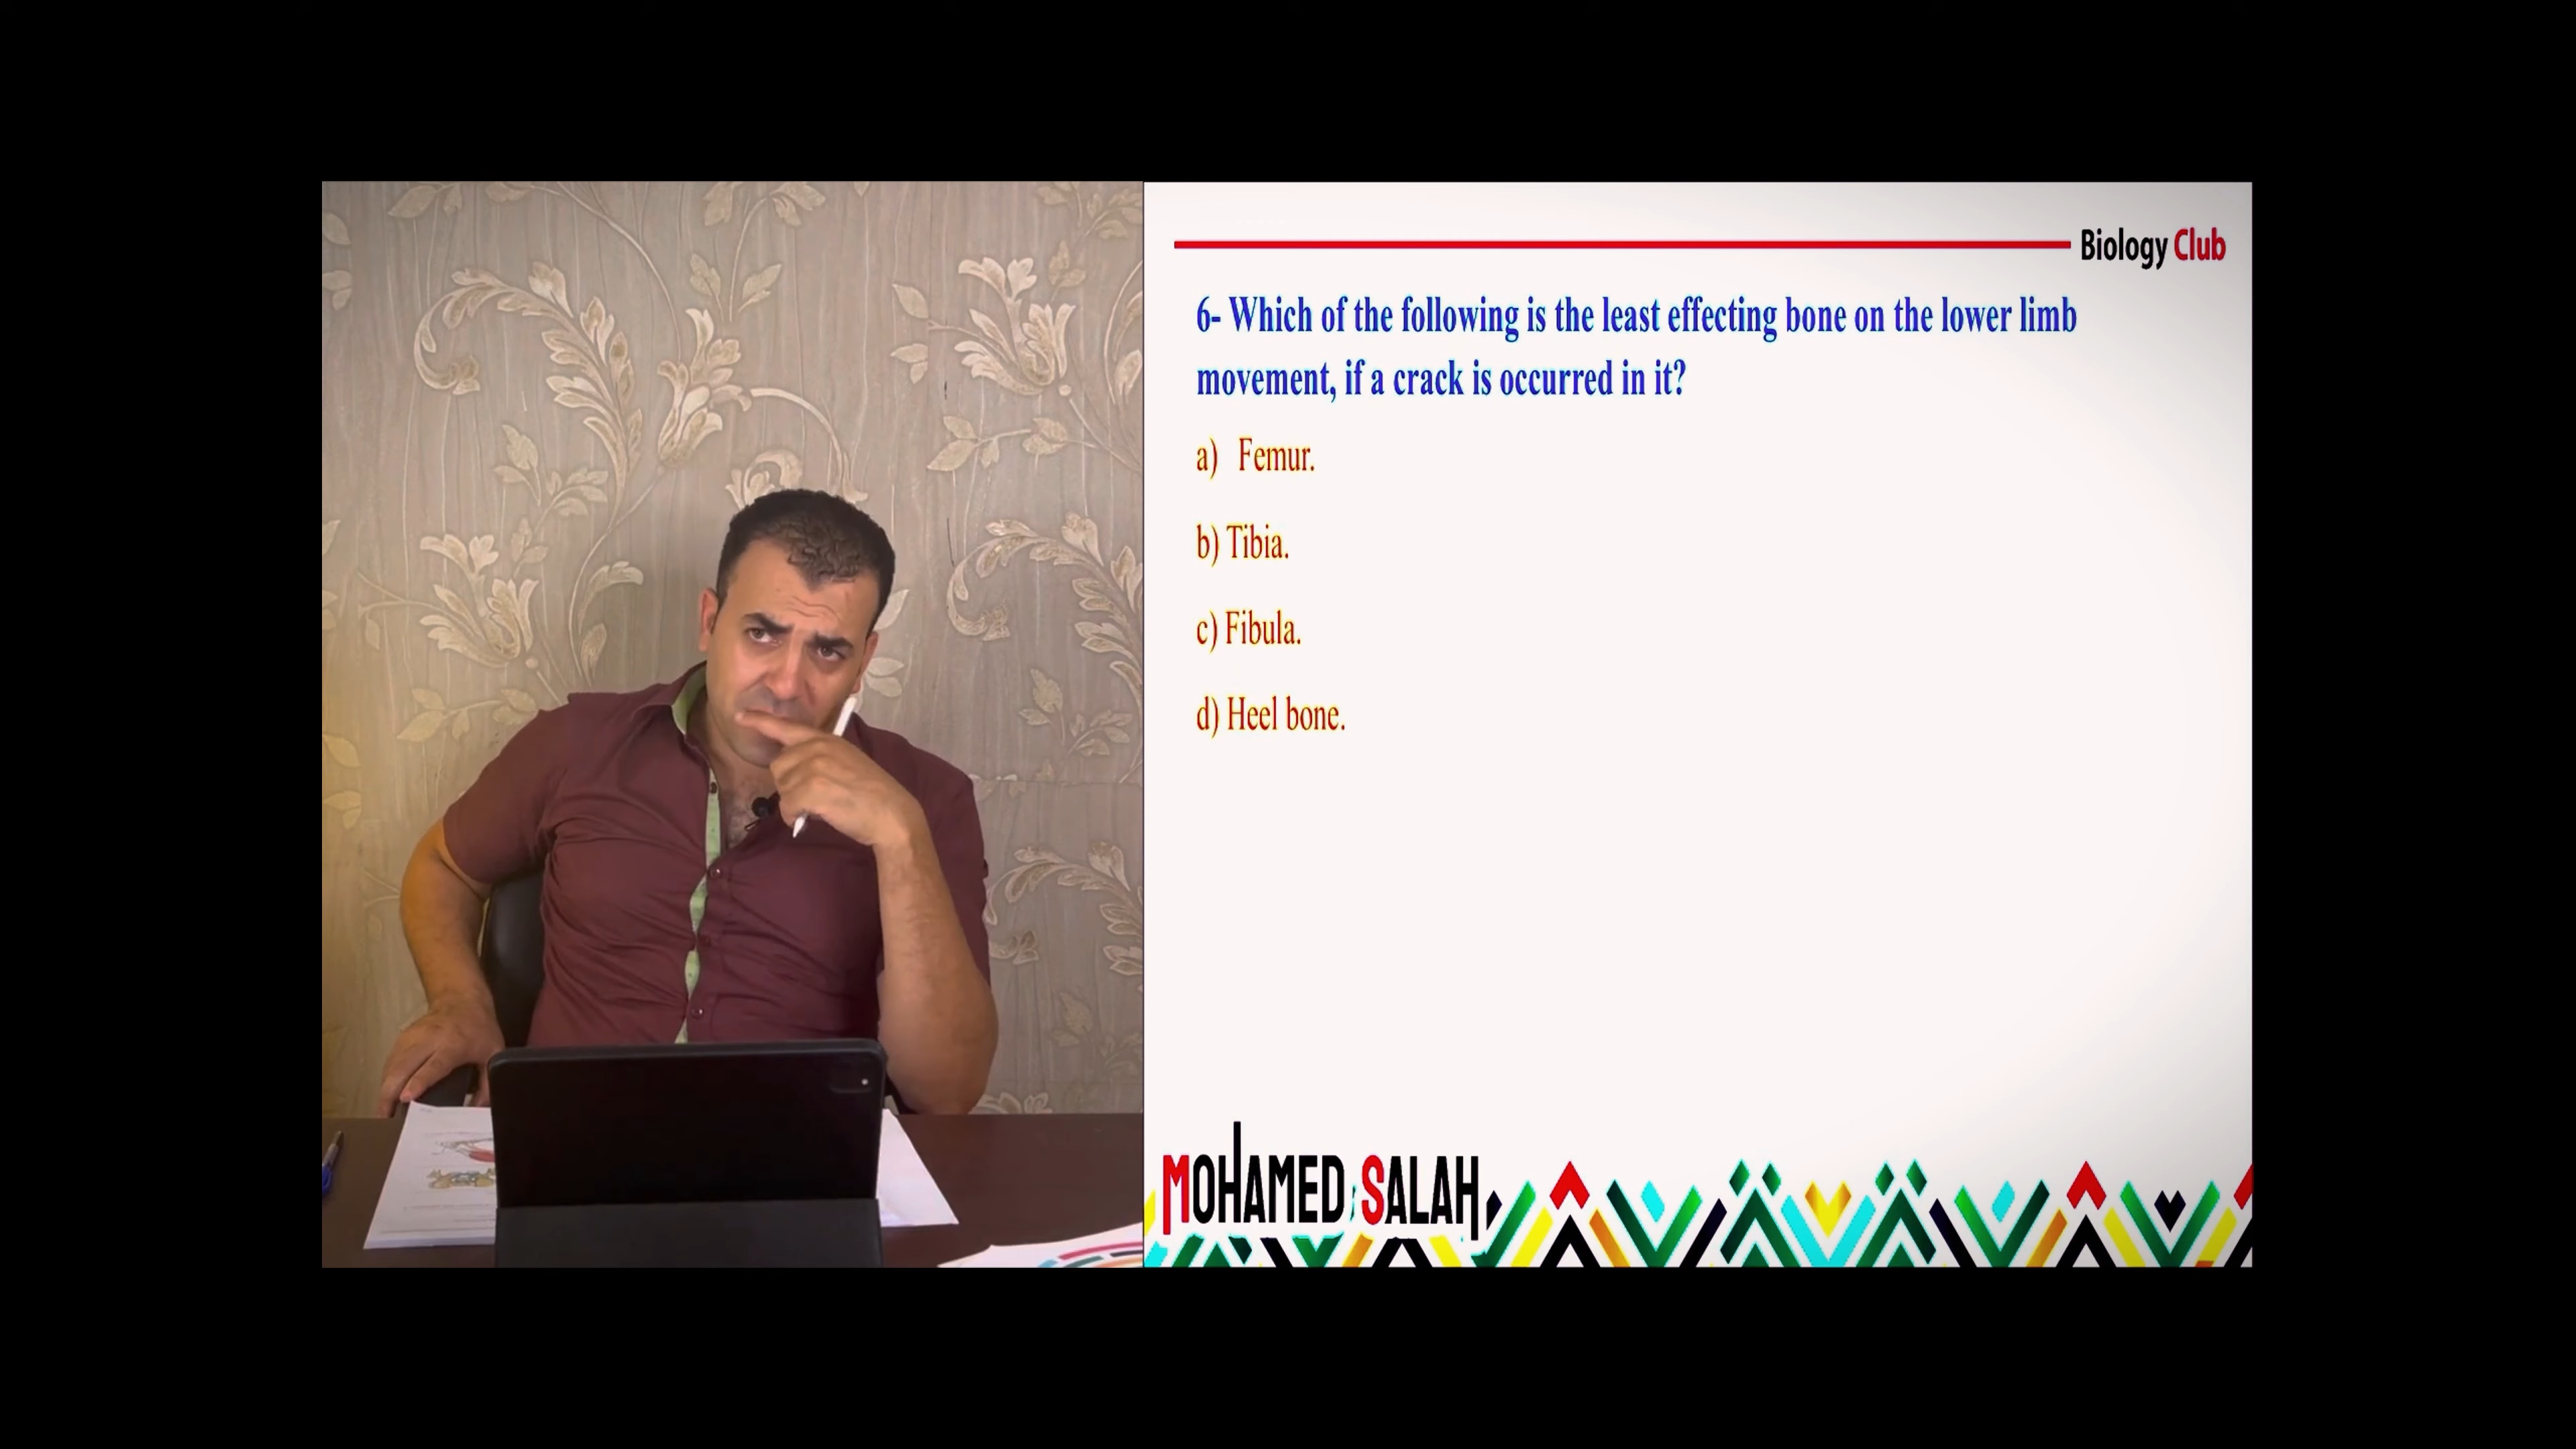 Biology Club
6- Which of the following is the least effecting bone on the lower limb
movement, if a crack is occurred in it?
a) Femur.
b) Tibia.
c) Fibula.
d) Heel bone.
MOHAMED SALAH